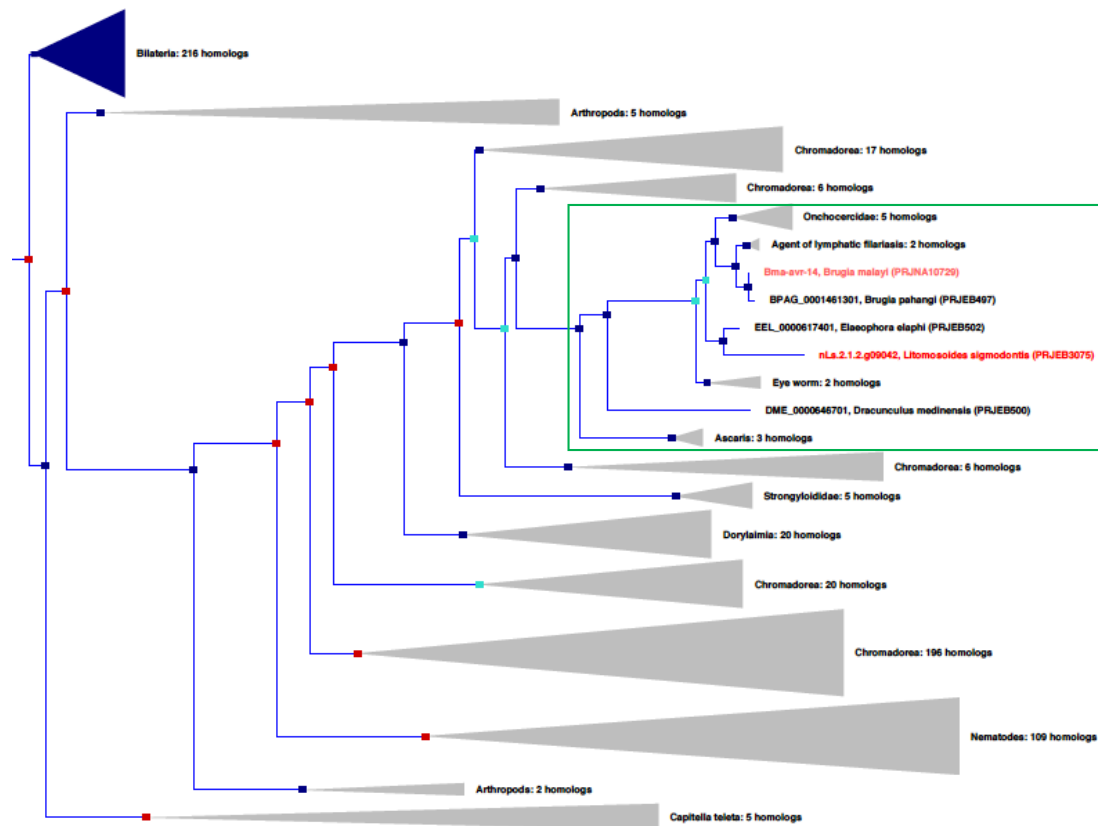 Bilateria: 216 homologs
Arthropods: 5 homologs
Chromadorea: 17 homologs
Chromadorea: 6 homologs
Onchocercidae: 5 homologs
Agent of lymphatic filariasis: 2 homologs
Bma-avr-14, Brugia malayi (PRJNA10729)
BPAG_0001461301, Brugia pahangi (PRJEB497)
EEL_0000617401, Elaeophora elaphi (PRJEB502)
nLs.2.1.2.g09042, Litomosoides sigmodontis (PRJEB3075)
Eye worm: 2 homologs
DME_0000646701, Dracunculus medinensis (PRJEB500)
Ascaris: 3 homologs
Chromadorea: 6 homologs
Strongyloididae: 5 homologs
Dorylaimia: 20 homologs
Chromadorea: 20 homologs
Chromadorea: 196 homologs
Nematodes: 109 homologs
Arthropods: 2 homologs
Capitella teleta: 5 homologs